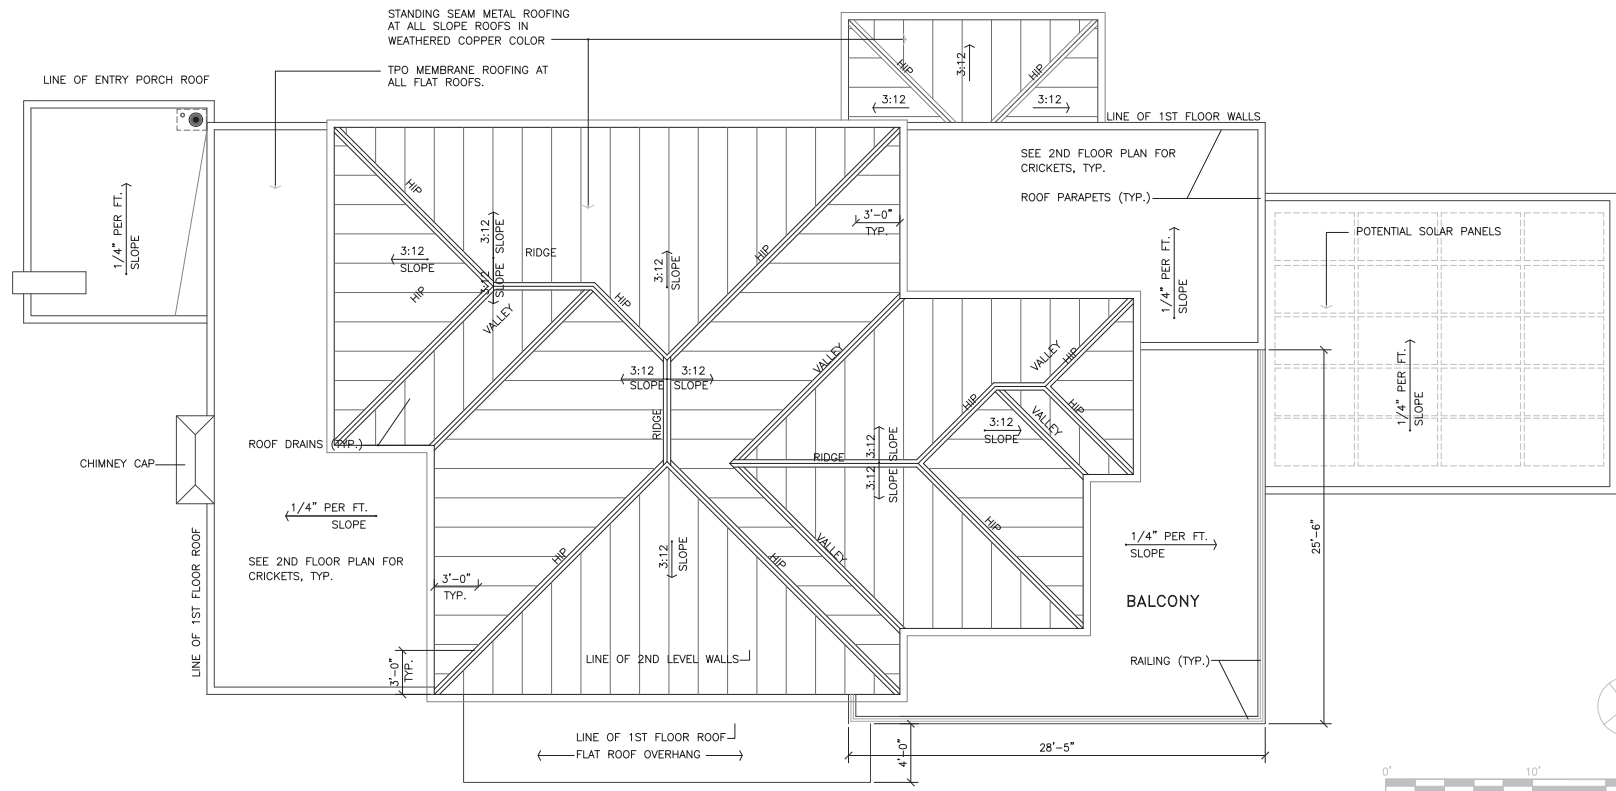 STANDING SEAM METAL ROOFING
AT ALL SLOPE ROOFS IN
WEATHERED COPPER COLOR
TPO MEMBRANE ROOFING AT
ALL FLAT ROOFS.
LINE OF ENTRY PORCH ROOF
HIP
3:12
HIP
3:12
3:12
LINE OF 1ST FLOOR WALLS
SEE 2ND FLOOR PLAN FOR
CRICKETS, TYP.
ROOF PARAPETS (TYP.)
1/4" PER FT.
SLOPE
HIP
3:12
SLOPE
3:12
SLOPE
3:12
SLOPE
RIDGE
3:12
SLOPE
HIP
3'-0"
TYP.
1/4" PER FT.
SLOPE
POTENTIAL SOLAR PANELS
HIP
VALLEY
HIP
VALLEY
VALLEY
HIP
3:12
SLOPE
3:12
SLOPE
1/4" PER FT.
SLOPE
RIDGE
HIP
HIP
VALLEY
3:12
SLOPE
ROOF DRAINS (TYP.)
CHIMNEY CAP
RIDGE
3:12
SLOPE
3:12
SLOPE
1/4" PER FT.
SLOPE
HIP
VALLEY
HIP
HIP
3:12
SLOPE
1/4" PER FT.
SLOPE
25'-6"
SEE 2ND FLOOR PLAN FOR
CRICKETS, TYP.
3'-0"
TYP.
LINE OF 1ST FLOOR ROOF
BALCONY
3'-0"
TYP.
LINE OF 2ND LEVEL WALLS
RAILING (TYP.)
LINE OF 1ST FLOOR ROOF
FLAT ROOF OVERHANG
4'-0"
28'-5"
0'
10'